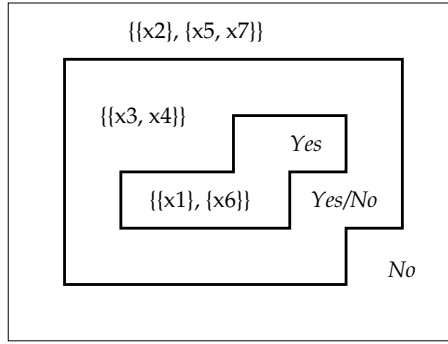 {{x2}, {x5, x7}}
{{x3, x4}}
Yes
{{x1}, {x6}}
Yes/No
No